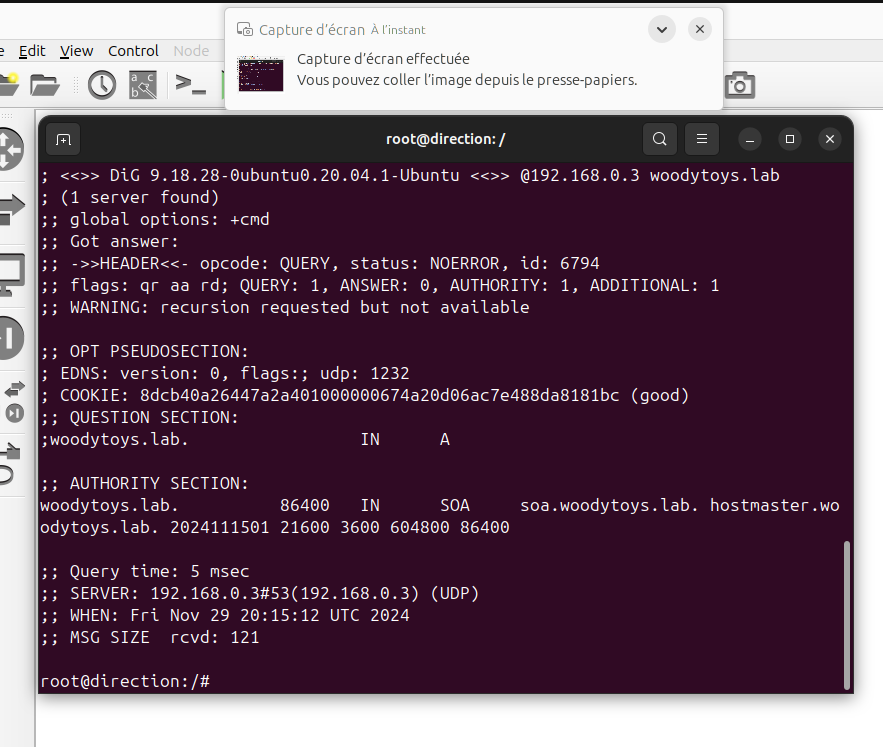 Capture d’écran À l’instant
Capture d’écran effectuée
Vous pouvez coller l’image depuis le presse-papiers.
e Edit View Control Node
a c
b
>_
root@direction: /
; <<>> DiG 9.18.28-0ubuntu0.20.04.1-Ubuntu <<>> @192.168.0.3 woodytoys.lab
; (1 server found)
;; global options: +cmd
;; Got answer:
;; ->>HEADER<<- opcode: QUERY, status: NOERROR, id: 6794
;; flags: qr aa rd; QUERY: 1, ANSWER: 0, AUTHORITY: 1, ADDITIONAL: 1
;; WARNING: recursion requested but not available

;; OPT PSEUDOSECTION:
; EDNS: version: 0, flags:; udp: 1232
; COOKIE: 8dcb40a26447a2a401000000674a20d06ac7e488da8181bc (good)
;; QUESTION SECTION:
;woodytoys.lab. IN A

;; AUTHORITY SECTION:
woodytoys.lab. 86400 IN SOA soa.woodytoys.lab. hostmaster.wo
odytoys.lab. 2024111501 21600 3600 604800 86400

;; Query time: 5 msec
;; SERVER: 192.168.0.3#53(192.168.0.3) (UDP)
;; WHEN: Fri Nov 29 20:15:12 UTC 2024
;; MSG SIZE rcvd: 121

root@direction:/#